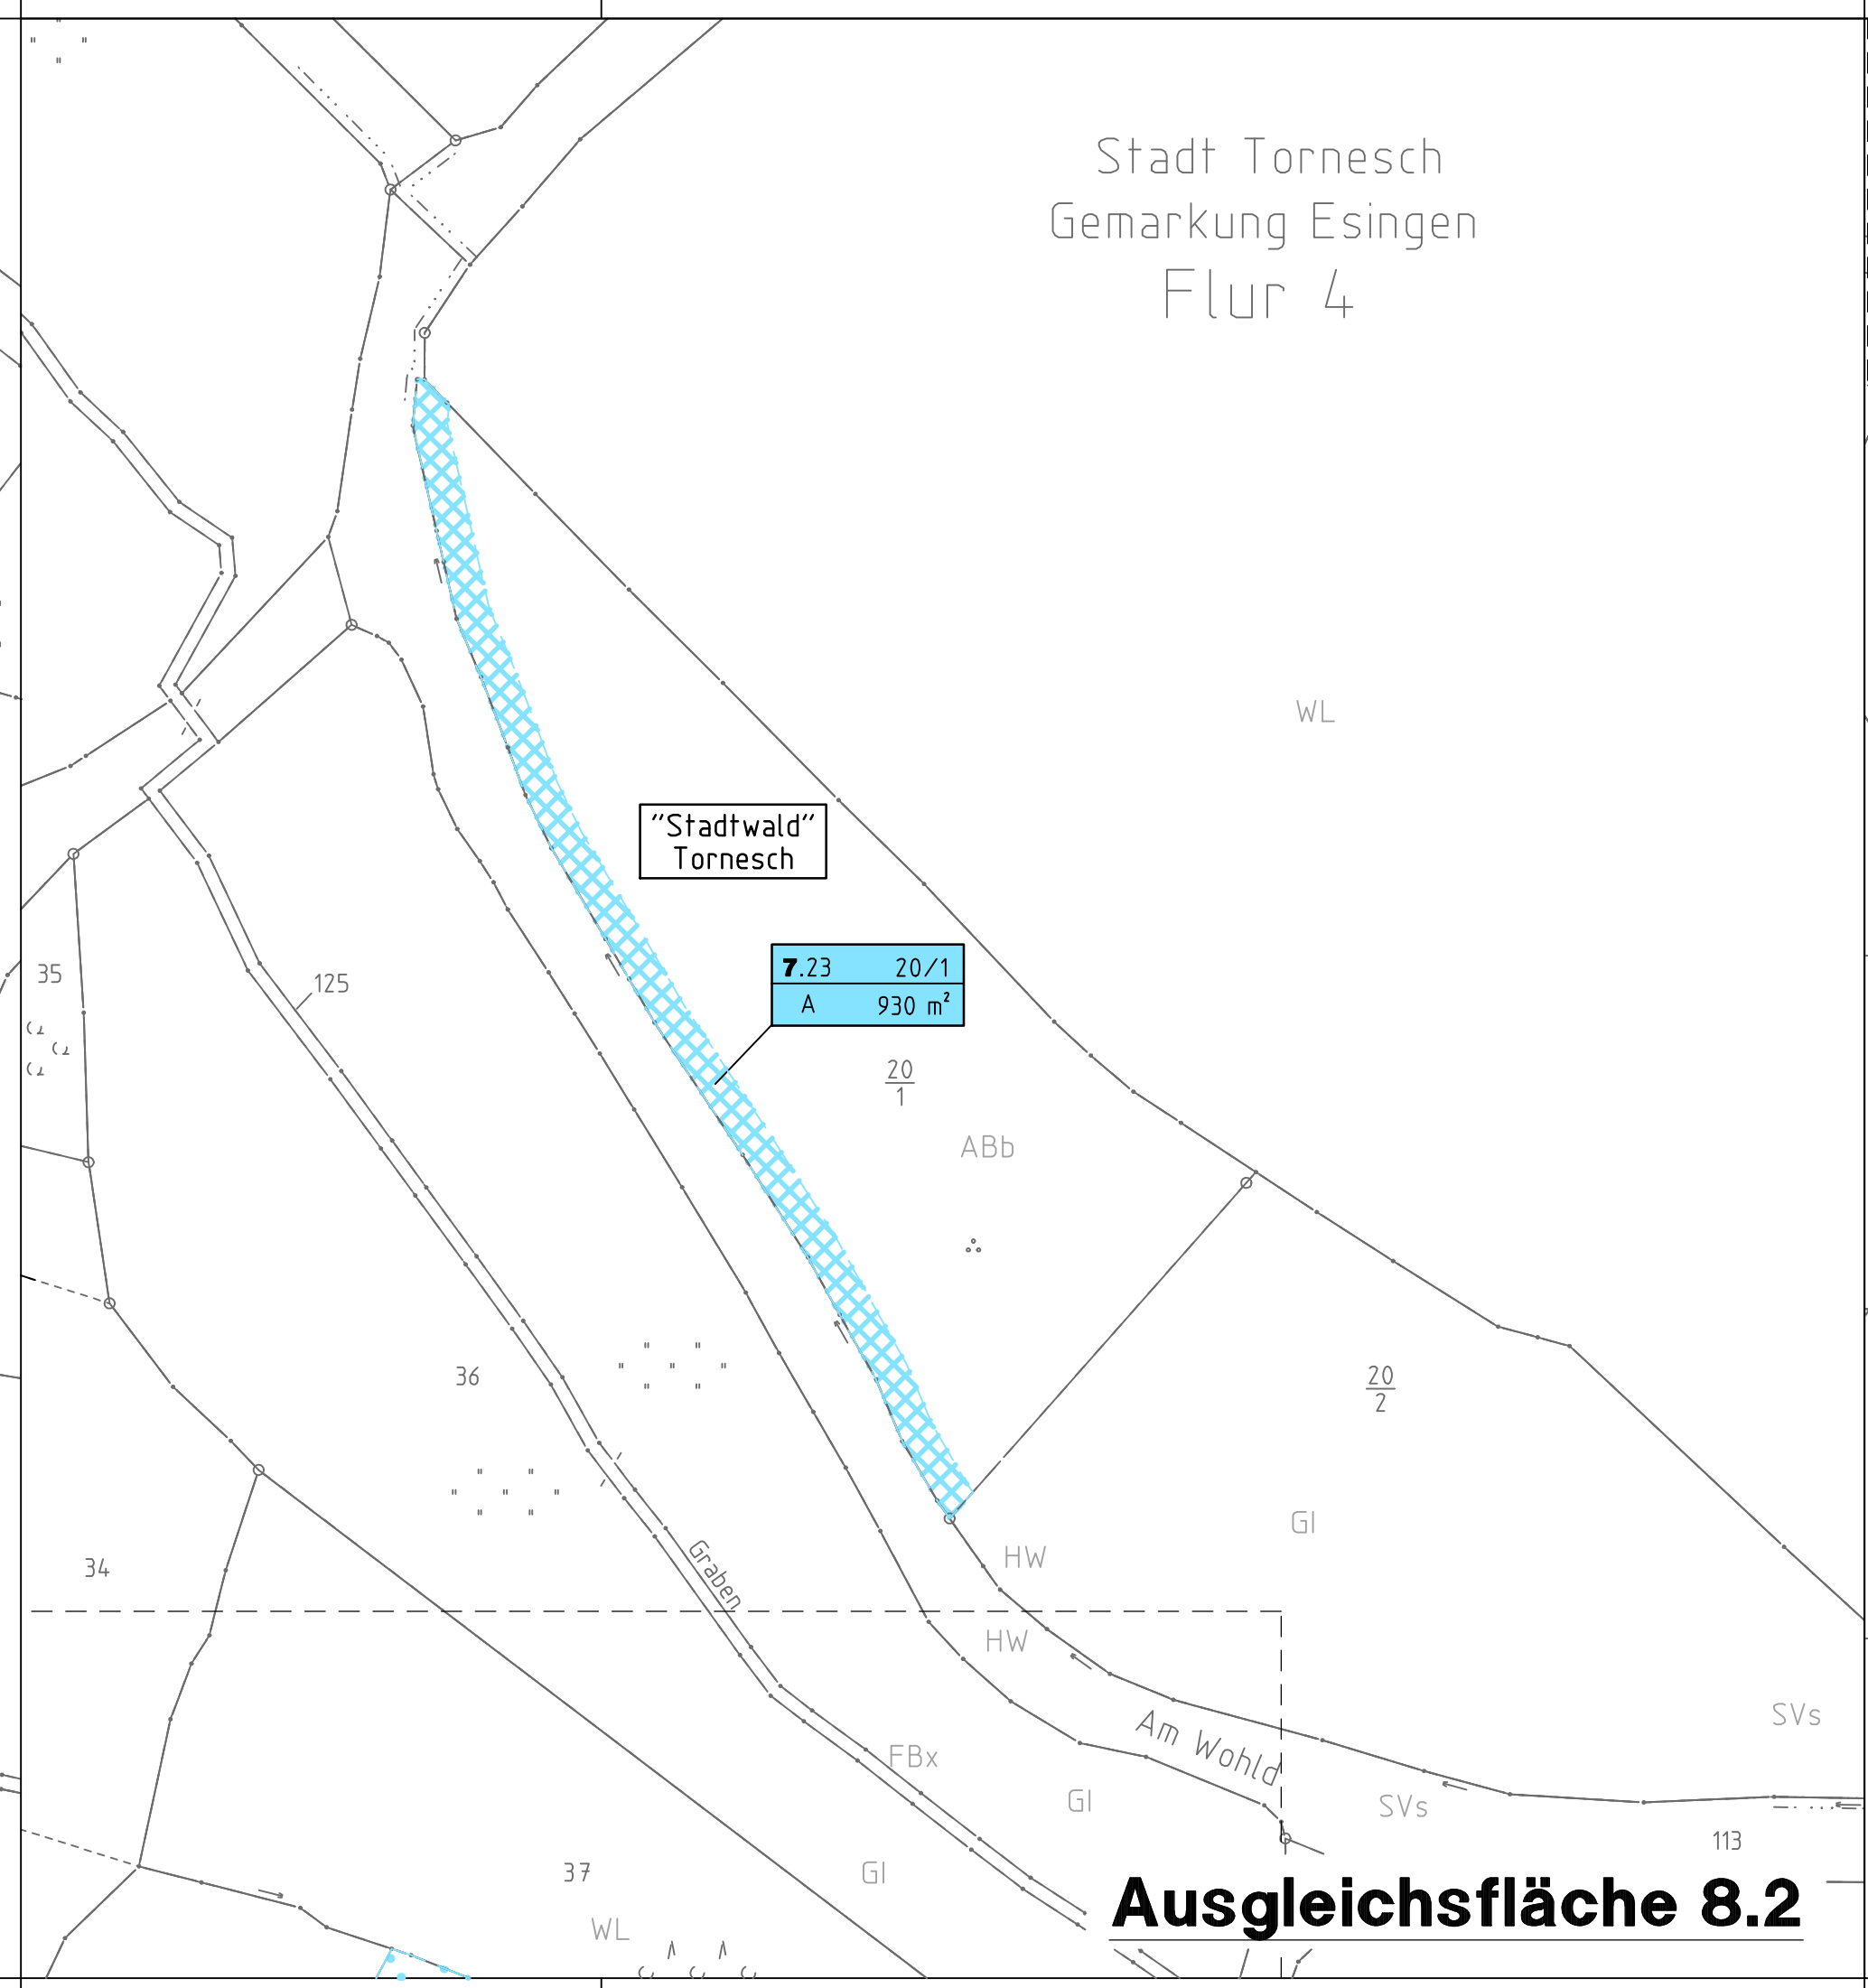 Stadt Tornesch
Gemarkung Esingen
Flur 4
WL
"Stadtwald"
Tornesch
7.23 20/1
A 930 m²
35
125
20
1
ABb
36
20
2
GI
HW
34
Graben
HW
SVs
Am Wohld
FBx
GI
SVs
113
37
GI
Ausgleichsfläche 8.2
WL